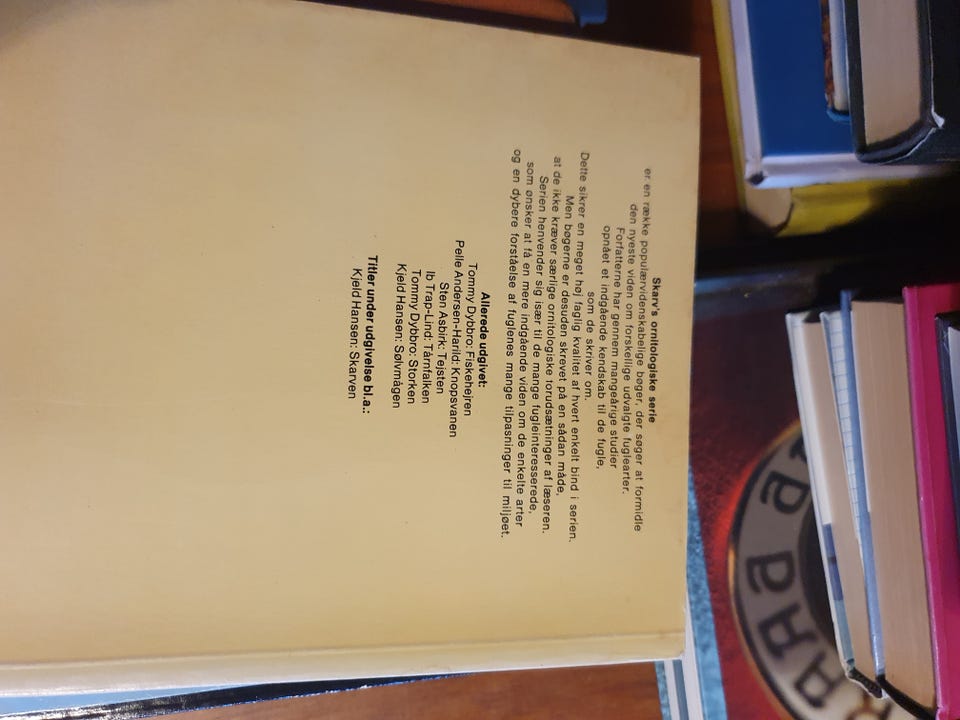 Skarv's ornitologiske serie
er en række populærvidenskabelige bøger, der søger at formidle
den nyeste viden om forskellige udvalgte fuglearter.
Forfatterne har gennem mangeårige studier
opnået et indgående kendskab til de fugle,
som de skriver om.
Dette sikrer en meget høj faglig kvalitet af hvert enkelt bind i serien.
Men bøgerne er desuden skrevet på en sådan måde,
at de ikke kræver særlige ornitologiske forudsætninger af læseren.
Serien henvender sig især til de mange fugleinteresserede,
som ønsker at få en mere indgående viden om de enkelte arter
og en dybere forståelse af fuglenes mange tilpasninger til miljøet.
Allerede udgivet:
Tommy Dybbro: Fiskehejren
Pelle Andersen-Harild: Knopsvanen
Sten Asbirk: Tejsten
Ib Trap-Lind: Tårnfalken
Tommy Dybbro: Storken
Kjeld Hansen: Sølvmågen
Titler under udgivelse bl.a.:
Kjeld Hansen: Skarven